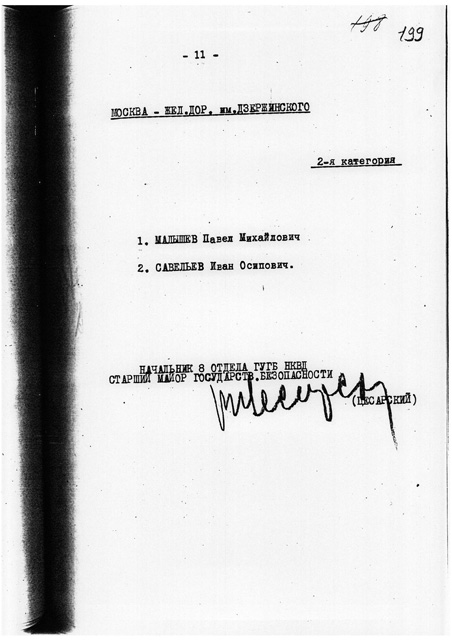 198
199
- 11 -
МОСКВА - ЖЕЛ.ДОР. им.ДЗЕРЖИНСКОГО
2-я категория
1. МАЛЫШЕВ Павел Михайлович
2. САВЕЛЬЕВ Иван Осипович.
НАЧАЛЬНИК 8 ОТДЕЛА ГУГБ НКВД
СТАРШИЙ МАЙОР ГОСУДАРСТВ.БЕЗОПАСНОСТИ
(ЦЕСАРСКИЙ)